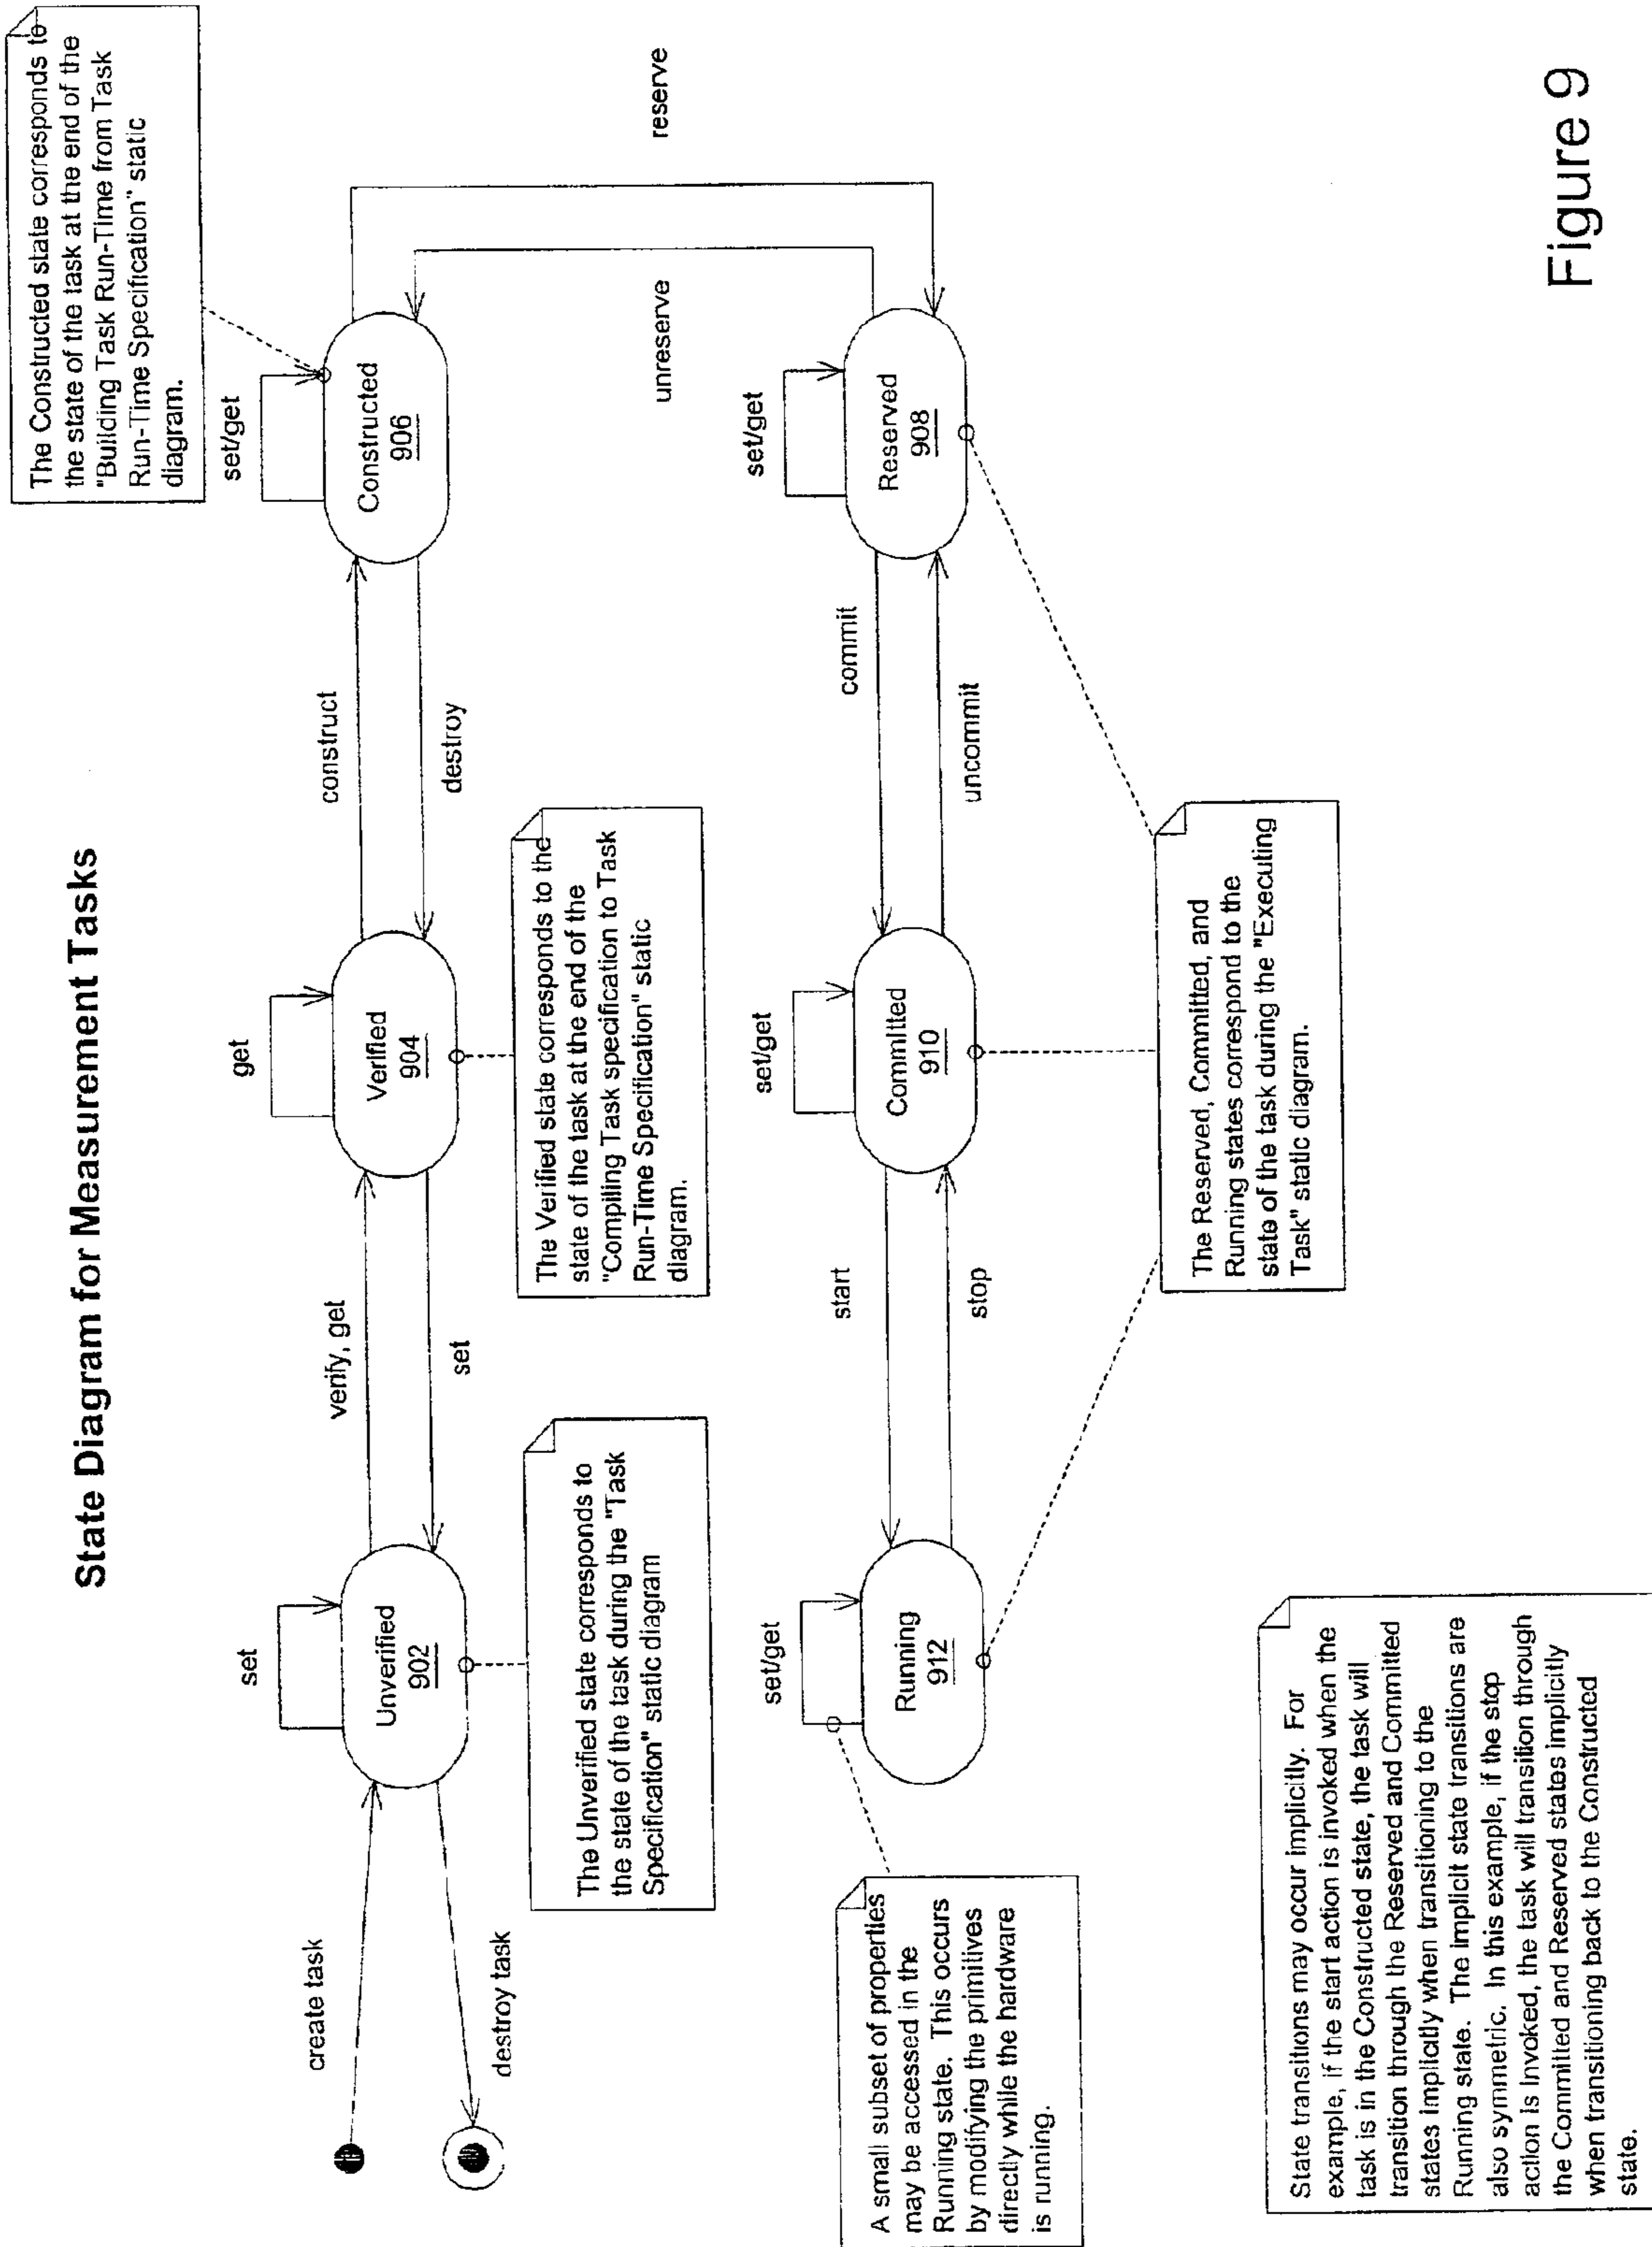 State Diagram for Measurement Tasks
The Constructed state corresponds to
the state of the task at the end of the
"Building Task Run-Time from Task
Run-Time Specification" static
diagram.
create task
destroy task
set
Unverified
902
verify, get
set
get
Verified
904
construct
destroy
set/get
Constructed
906
The Unverified state corresponds to
the state of the task during the "Task
Specification" static diagram
The Verified state corresponds to the
state of the task at the end of the
"Compiling Task specification to Task
Run-Time Specification" static
diagram.
unreserve
reserve
set/get
Running
912
start
stop
set/get
Committed
910
commit
uncommit
set/get
Reserved
908
A small subset of properties
may be accessed in the
Running state. This occurs
by modifying the primitives
directly while the hardware
is running.
The Reserved, Committed, and
Running states correspond to the
state of the task during the "Executing
Task" static diagram.
State transitions may occur implicitly. For
example, if the start action is invoked when the
task is in the Constructed state, the task will
transition through the Reserved and Committed
states implicitly when transitioning to the
Running state. The implicit state transitions are
also symmetric. In this example, if the stop
action is invoked, the task will transition through
the Committed and Reserved states implicitly
when transitioning back to the Constructed
state.
Figure 9